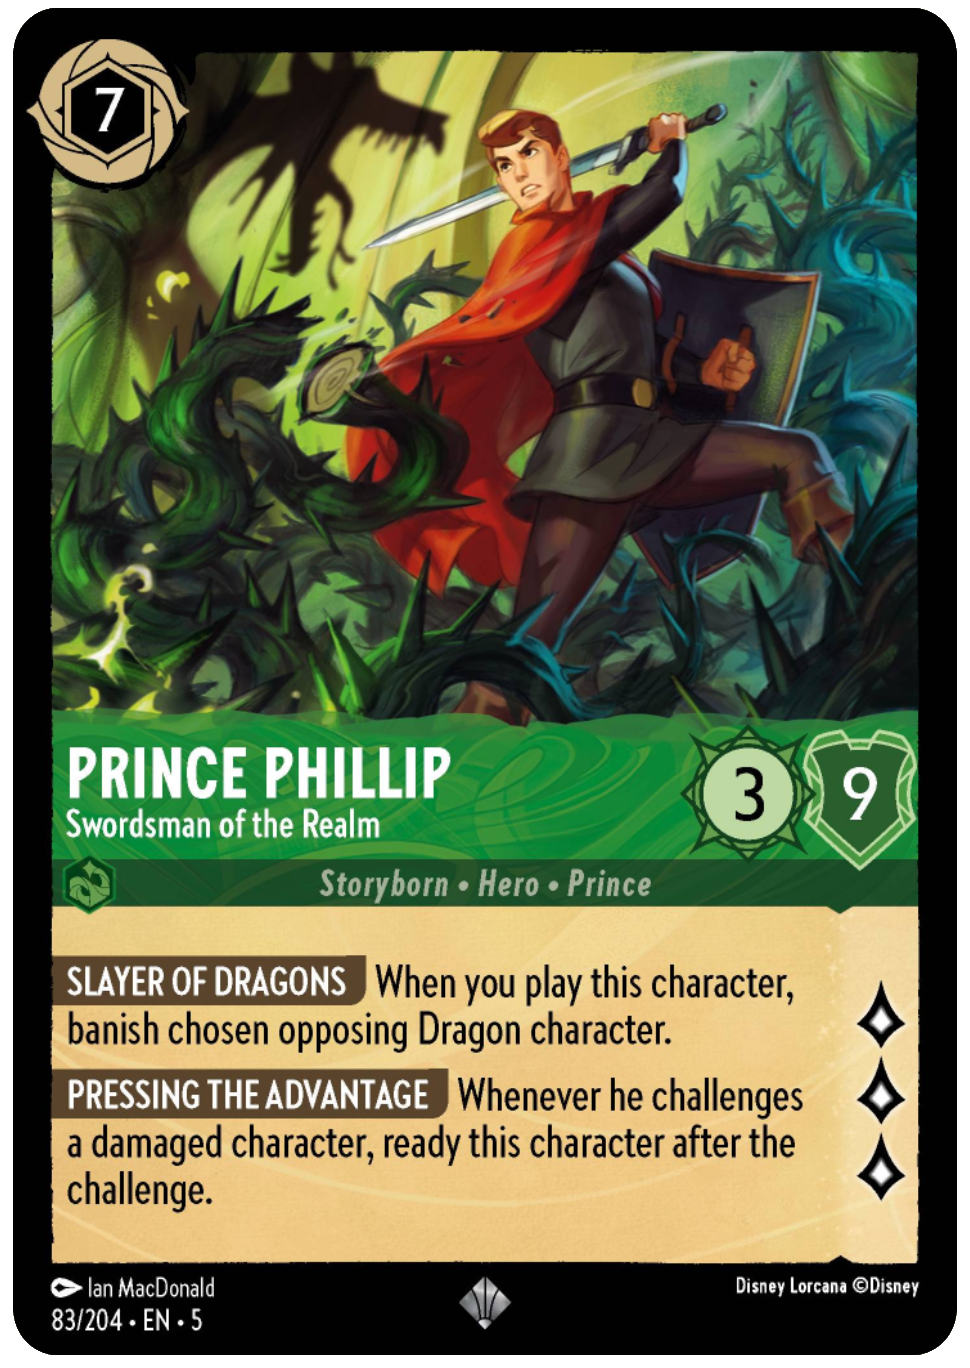 7
PRINCE PHILLIP
Swordsman of the Realm
3
9
Storyborn • Hero • Prince
SLAYER OF DRAGONS When you play this character,
banish chosen opposing Dragon character.
PRESSING THE ADVANTAGE Whenever he challenges
a damaged character, ready this character after the
challenge.
Ian MacDonald
Disney Lorcana ©Disney
83/204 • EN • 5